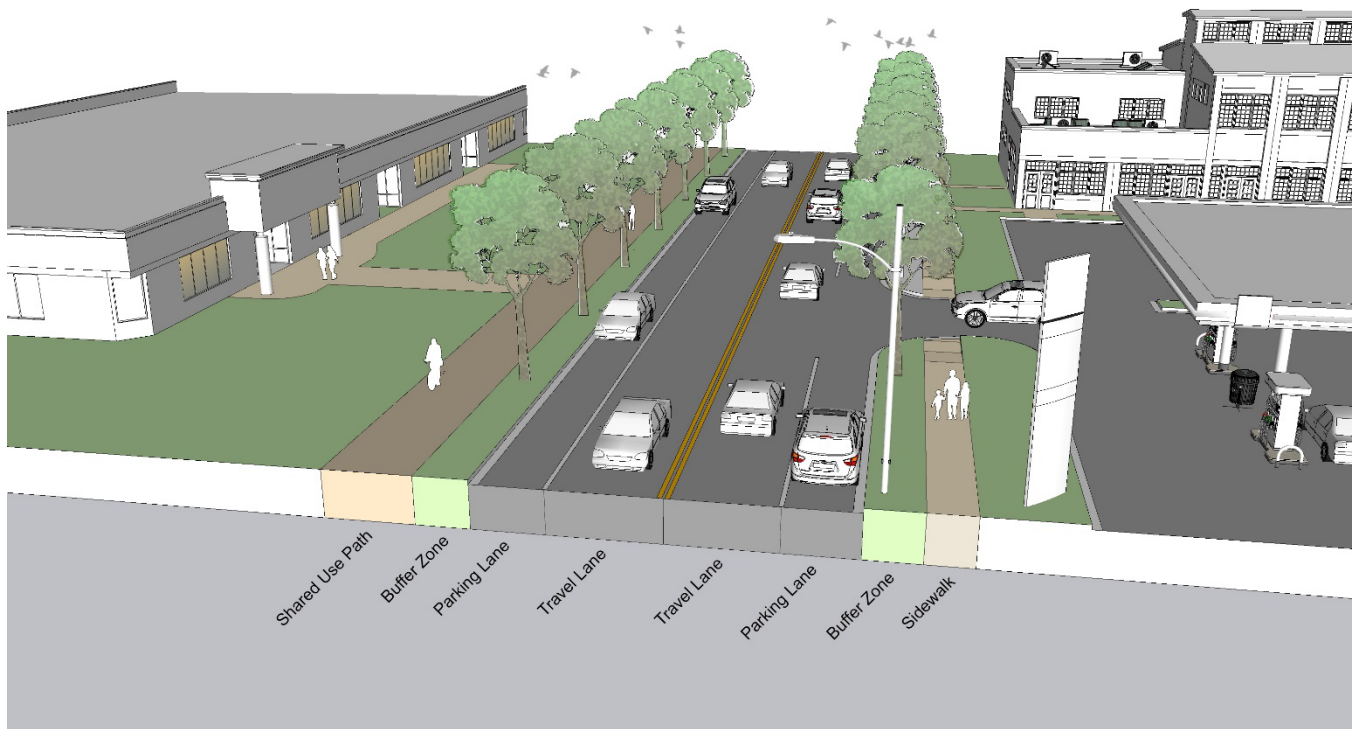 Shared Use Path
Buffer Zone
Parking Lane
Travel Lane
Travel Lane
Parking Lane
Buffer Zone
Sidewalk